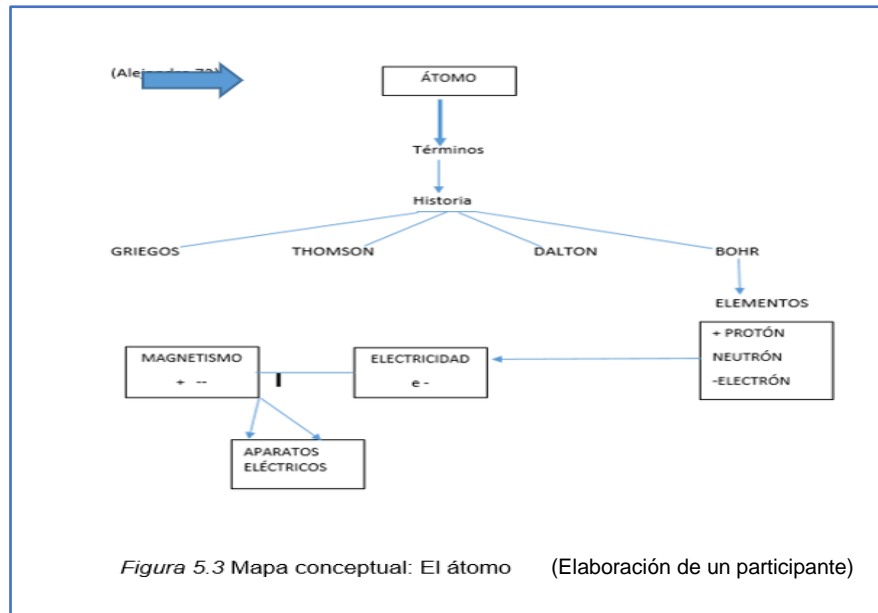 ÁTOMO
Términos
Historia
GRIEGOS THOMSON DALTON BOHR
ELEMENTOS
+ PROTÓN
NEUTRÓN
-ELECTRÓN
MAGNETISMO
+ --
ELECTRICIDAD
e -
APARATOS
ELÉCTRICOS
Figura 5.3 Mapa conceptual: El átomo (Elaboración de un participante)